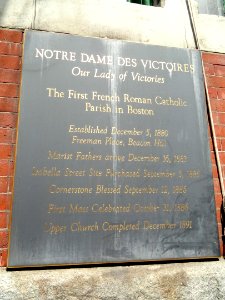 NOTRE DAME DES VICTOIRES
Our Lady of Victories
The First French Roman Catholic
Parish in Boston
Established December 5, 1880
Freeman Place, Beacon Hill
Marist Fathers arrive December 16, 1883
Isabella Street Site Purchased September 1,
Cornerstone Blessed September 12, 1885
First Mass Celebrated October 31, 1886
Upper Church Completed December 1891